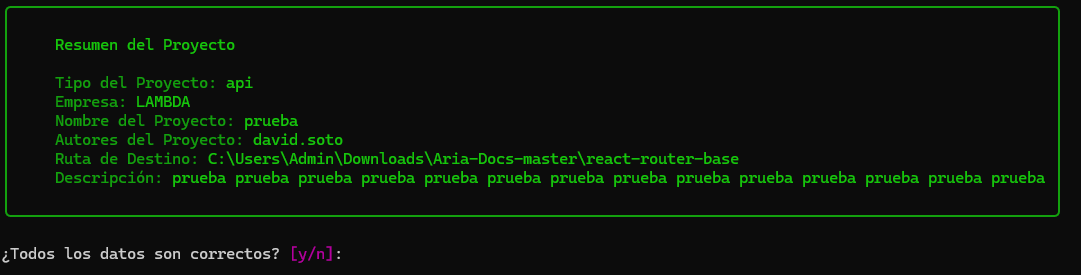 Resumen del Proyecto
Tipo del Proyecto: api
Empresa: LAMBDA
Nombre del Proyecto: prueba
Autores del Proyecto: david.soto
Ruta de Destino: C:\Users\Admin\Downloads\Aria-Docs-master\react-router-base
Descripción: prueba prueba prueba prueba prueba prueba prueba prueba prueba prueba prueba prueba prueba prueba
¿Todos los datos son correctos? [y/n]: